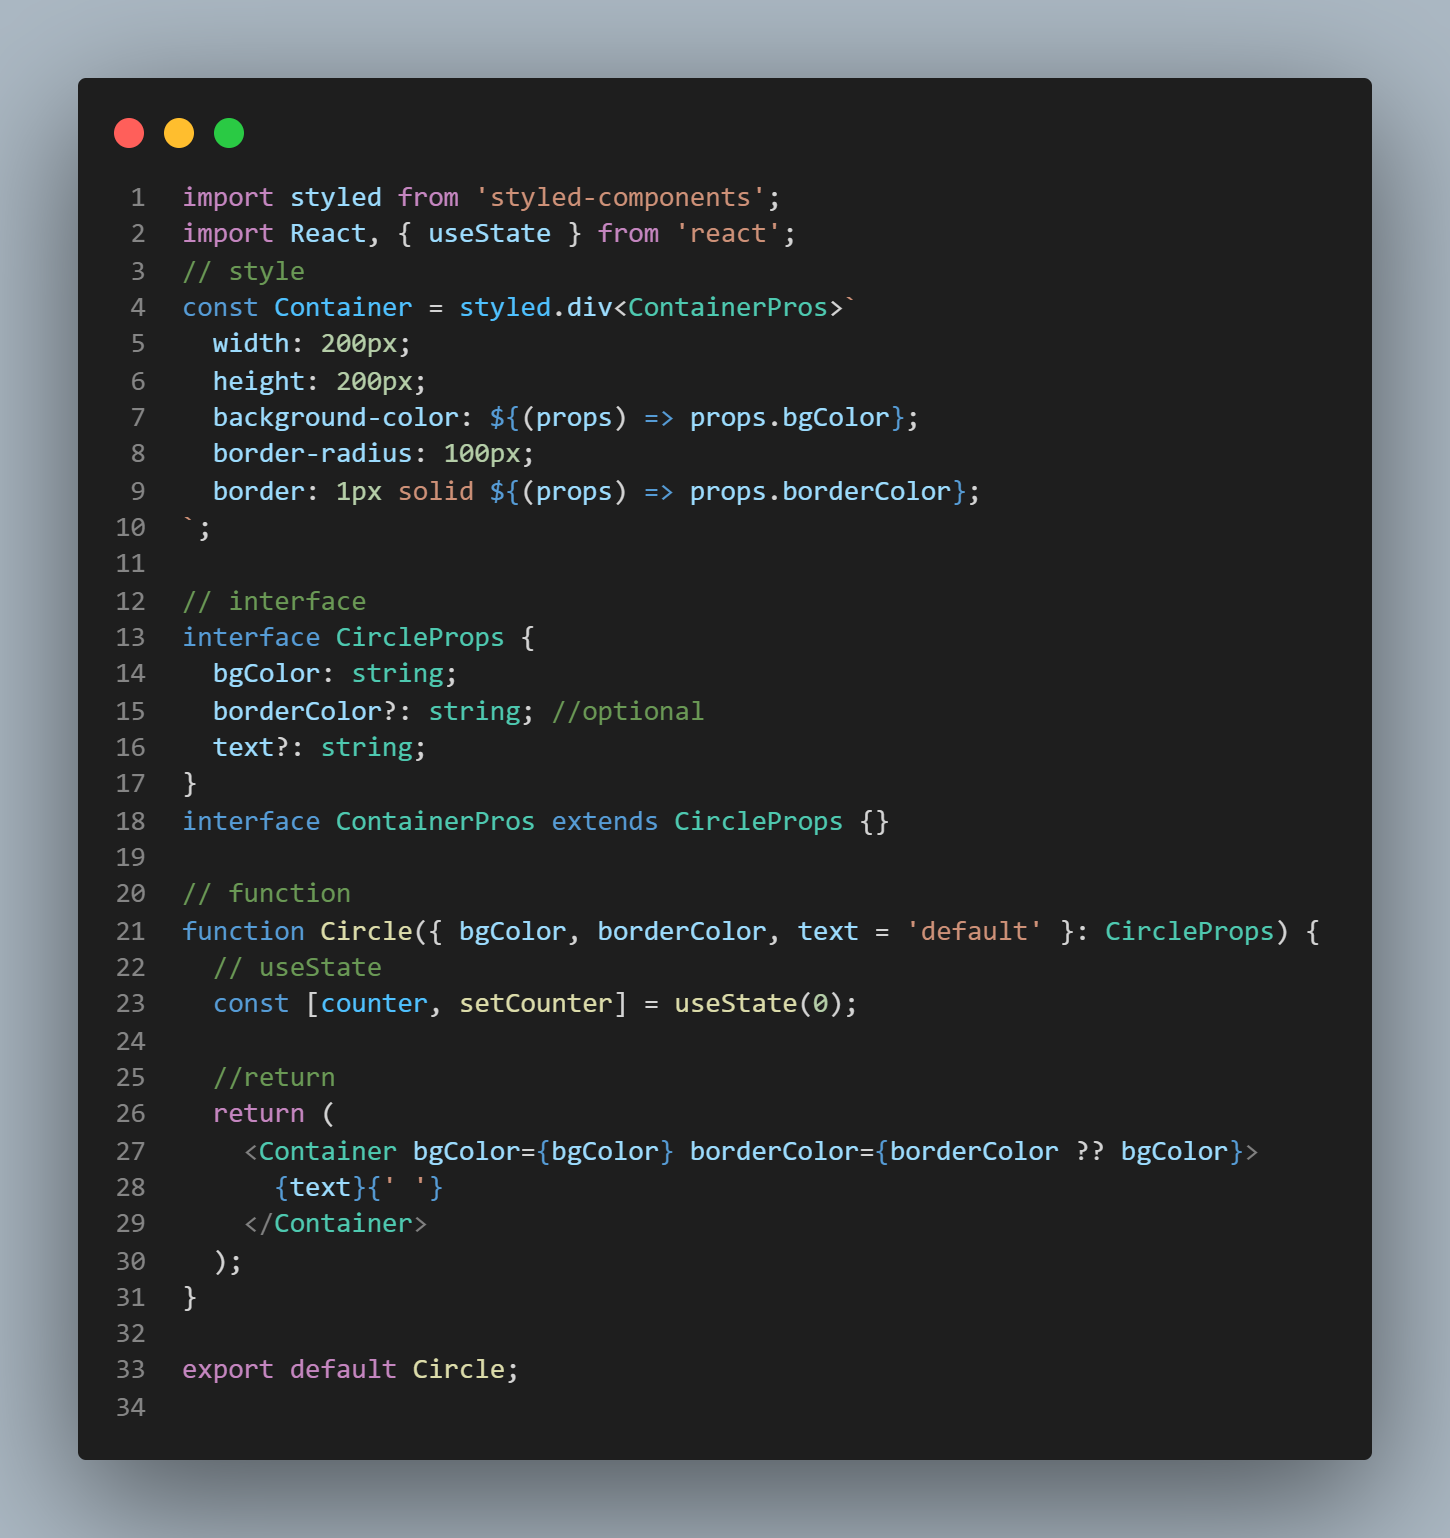 1 import styled from 'styled-components';
2 import React, { useState } from 'react';
3 // style
4 const Container = styled.div<ContainerPros>`
5   width: 200px;
6   height: 200px;
7   background-color: ${(props) => props.bgColor};
8   border-radius: 100px;
9   border: 1px solid ${(props) => props.borderColor};
10 `;
11
12 // interface
13 interface CircleProps {
14   bgColor: string;
15   borderColor?: string; //optional
16   text?: string;
17 }
18 interface ContainerPros extends CircleProps {}
19
20 // function
21 function Circle({ bgColor, borderColor, text = 'default' }: CircleProps) {
22   // useState
23   const [counter, setCounter] = useState(0);
24
25   //return
26   return (
27     <Container bgColor={bgColor} borderColor={borderColor ?? bgColor}>
28       {text}{' '}
29     </Container>
30   );
31 }
32
33 export default Circle;
34